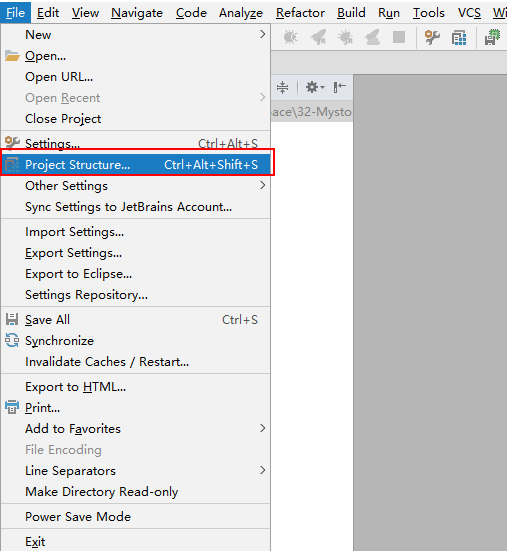 File Edit View Navigate Code Analyze Refactor Build Run Tools VCS
New
Open...
Open URL...
Open Recent
Close Project
ace\32-Mysto
Settings... Ctrl+Alt+S
Project Structure... Ctrl+Alt+Shift+S
Other Settings
Sync Settings to JetBrains Account...
Import Settings...
Export Settings...
Export to Eclipse...
Settings Repository...
Save All Ctrl+S
Synchronize
Invalidate Caches / Restart...
Export to HTML...
Print...
Add to Favorites
File Encoding
Line Separators
Make Directory Read-only
Power Save Mode
Exit